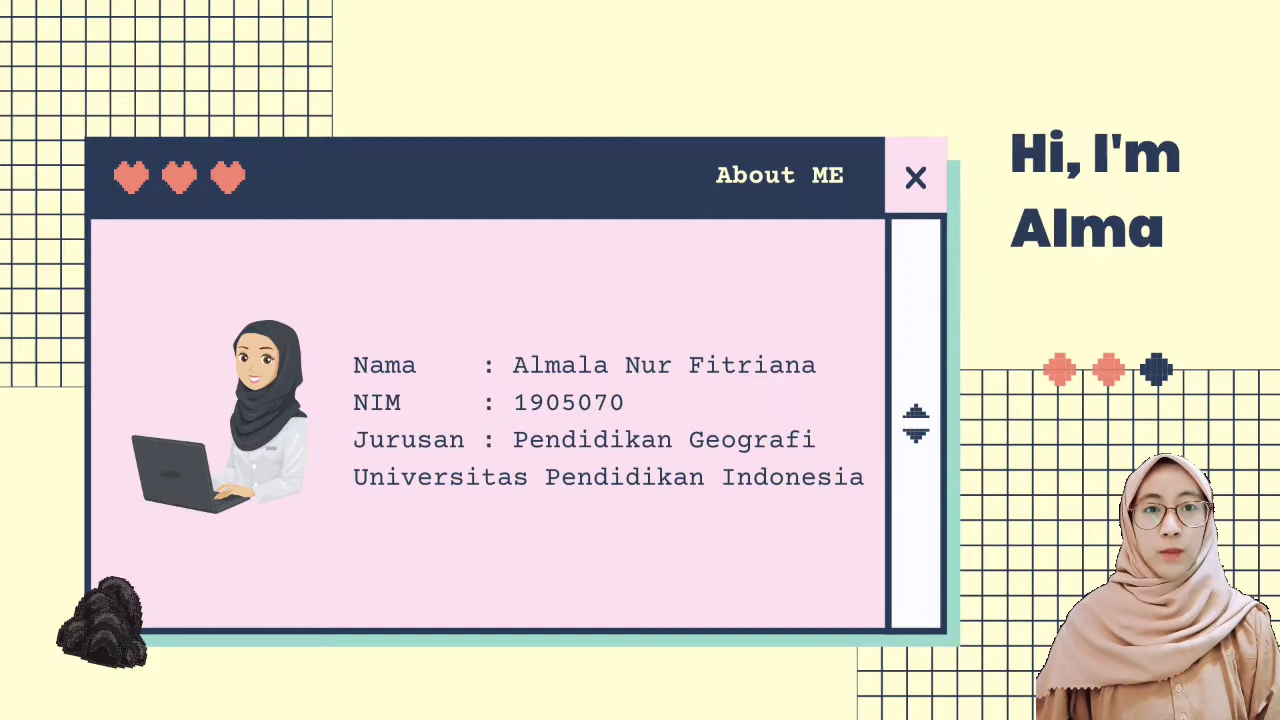 About ME
Hi, I'm
Alma
Nama : Almala Nur Fitriana
NIM : 1905070
Jurusan : Pendidikan Geografi
Universitas Pendidikan Indonesia